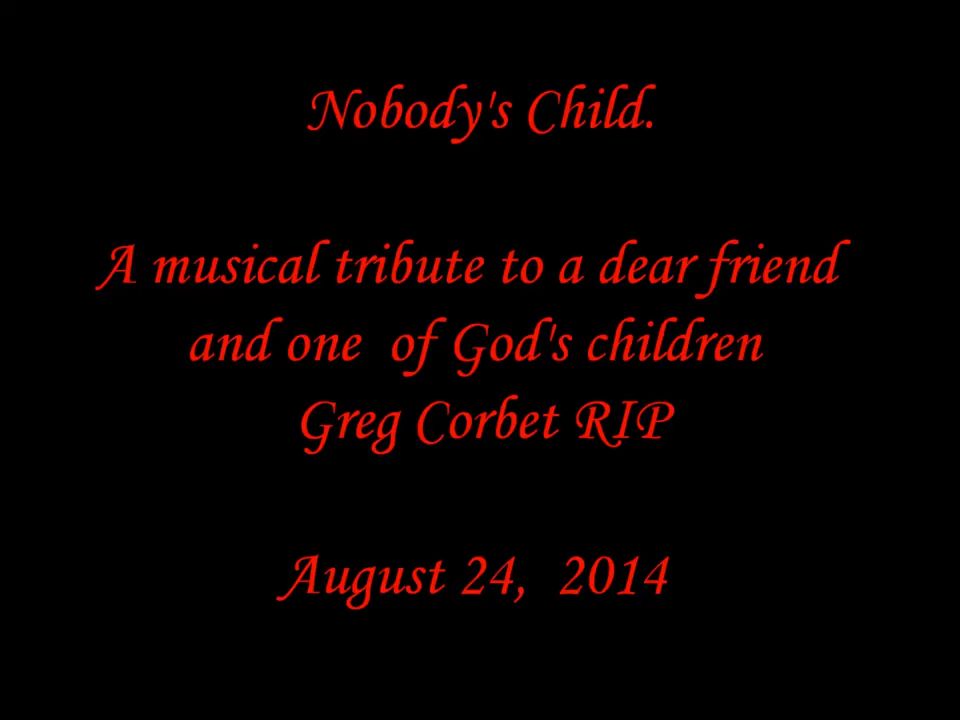 Nobody's Child.
A musical tribute to a dear friend
and one of God's children
Greg Corbet RIP
August 24, 2014